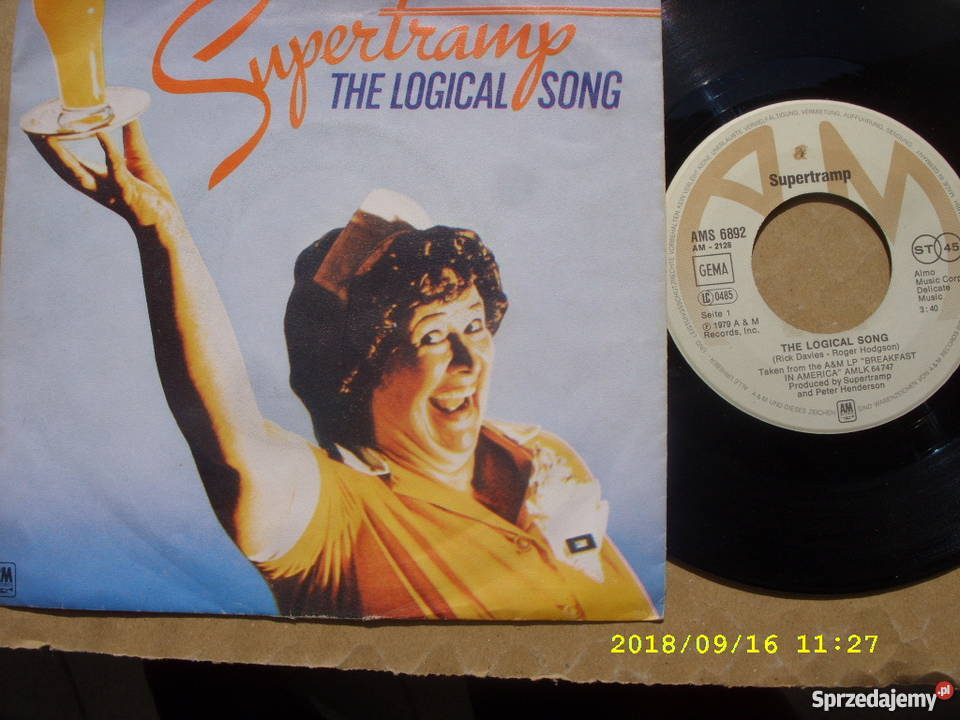 Supertramp
THE LOGICAL SONG
Supertramp
AMS 6892
AM - 2128
GEMA
LC 0485
Seite 1
℗ 1979 A & M
Records, Inc.
ST 45
Almo
Music Corp
Delicate
Music
3:40
THE LOGICAL SONG
(Rick Davies - Roger Hodgson)
Taken from the A&M LP "BREAKFAST
IN AMERICA" AMLK 64747
Produced by Supertramp
and Peter Henderson
AM
2018/09/16 11:27
Sprzedajemy.pl